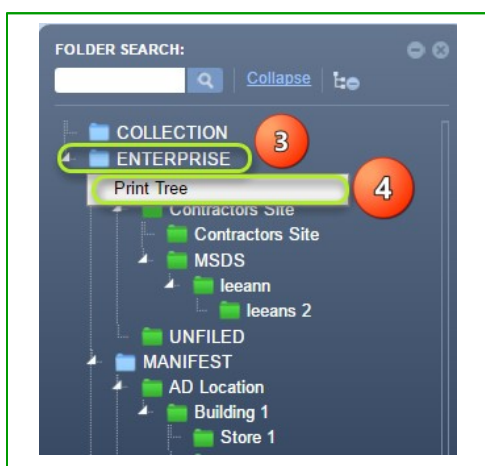 FOLDER SEARCH:
Collapse
COLLECTION
3
ENTERPRISE
Print Tree
4
Contractors Site
Contractors Site
MSDS
leeann
leeans 2
UNFILED
MANIFEST
AD Location
Building 1
Store 1